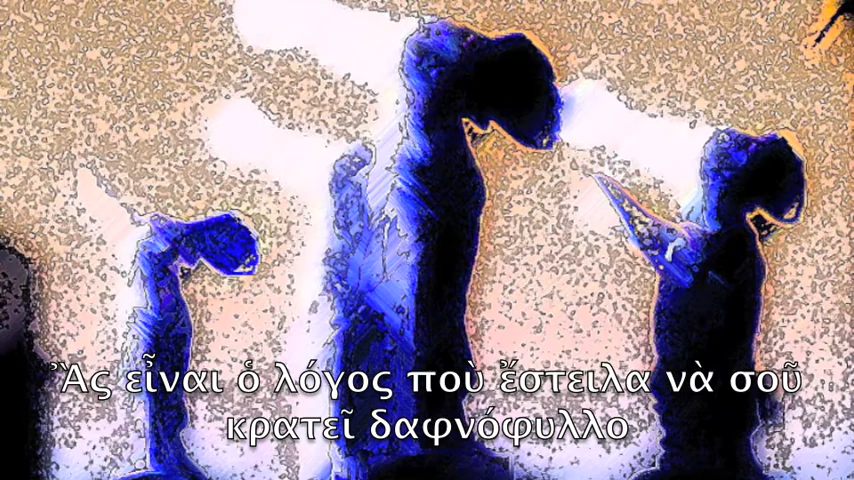 Ἂς εἶναι ὁ λόγος ποὺ ἔστειλα νὰ σοῦ
κρατεῖ δαφνόφυλλο